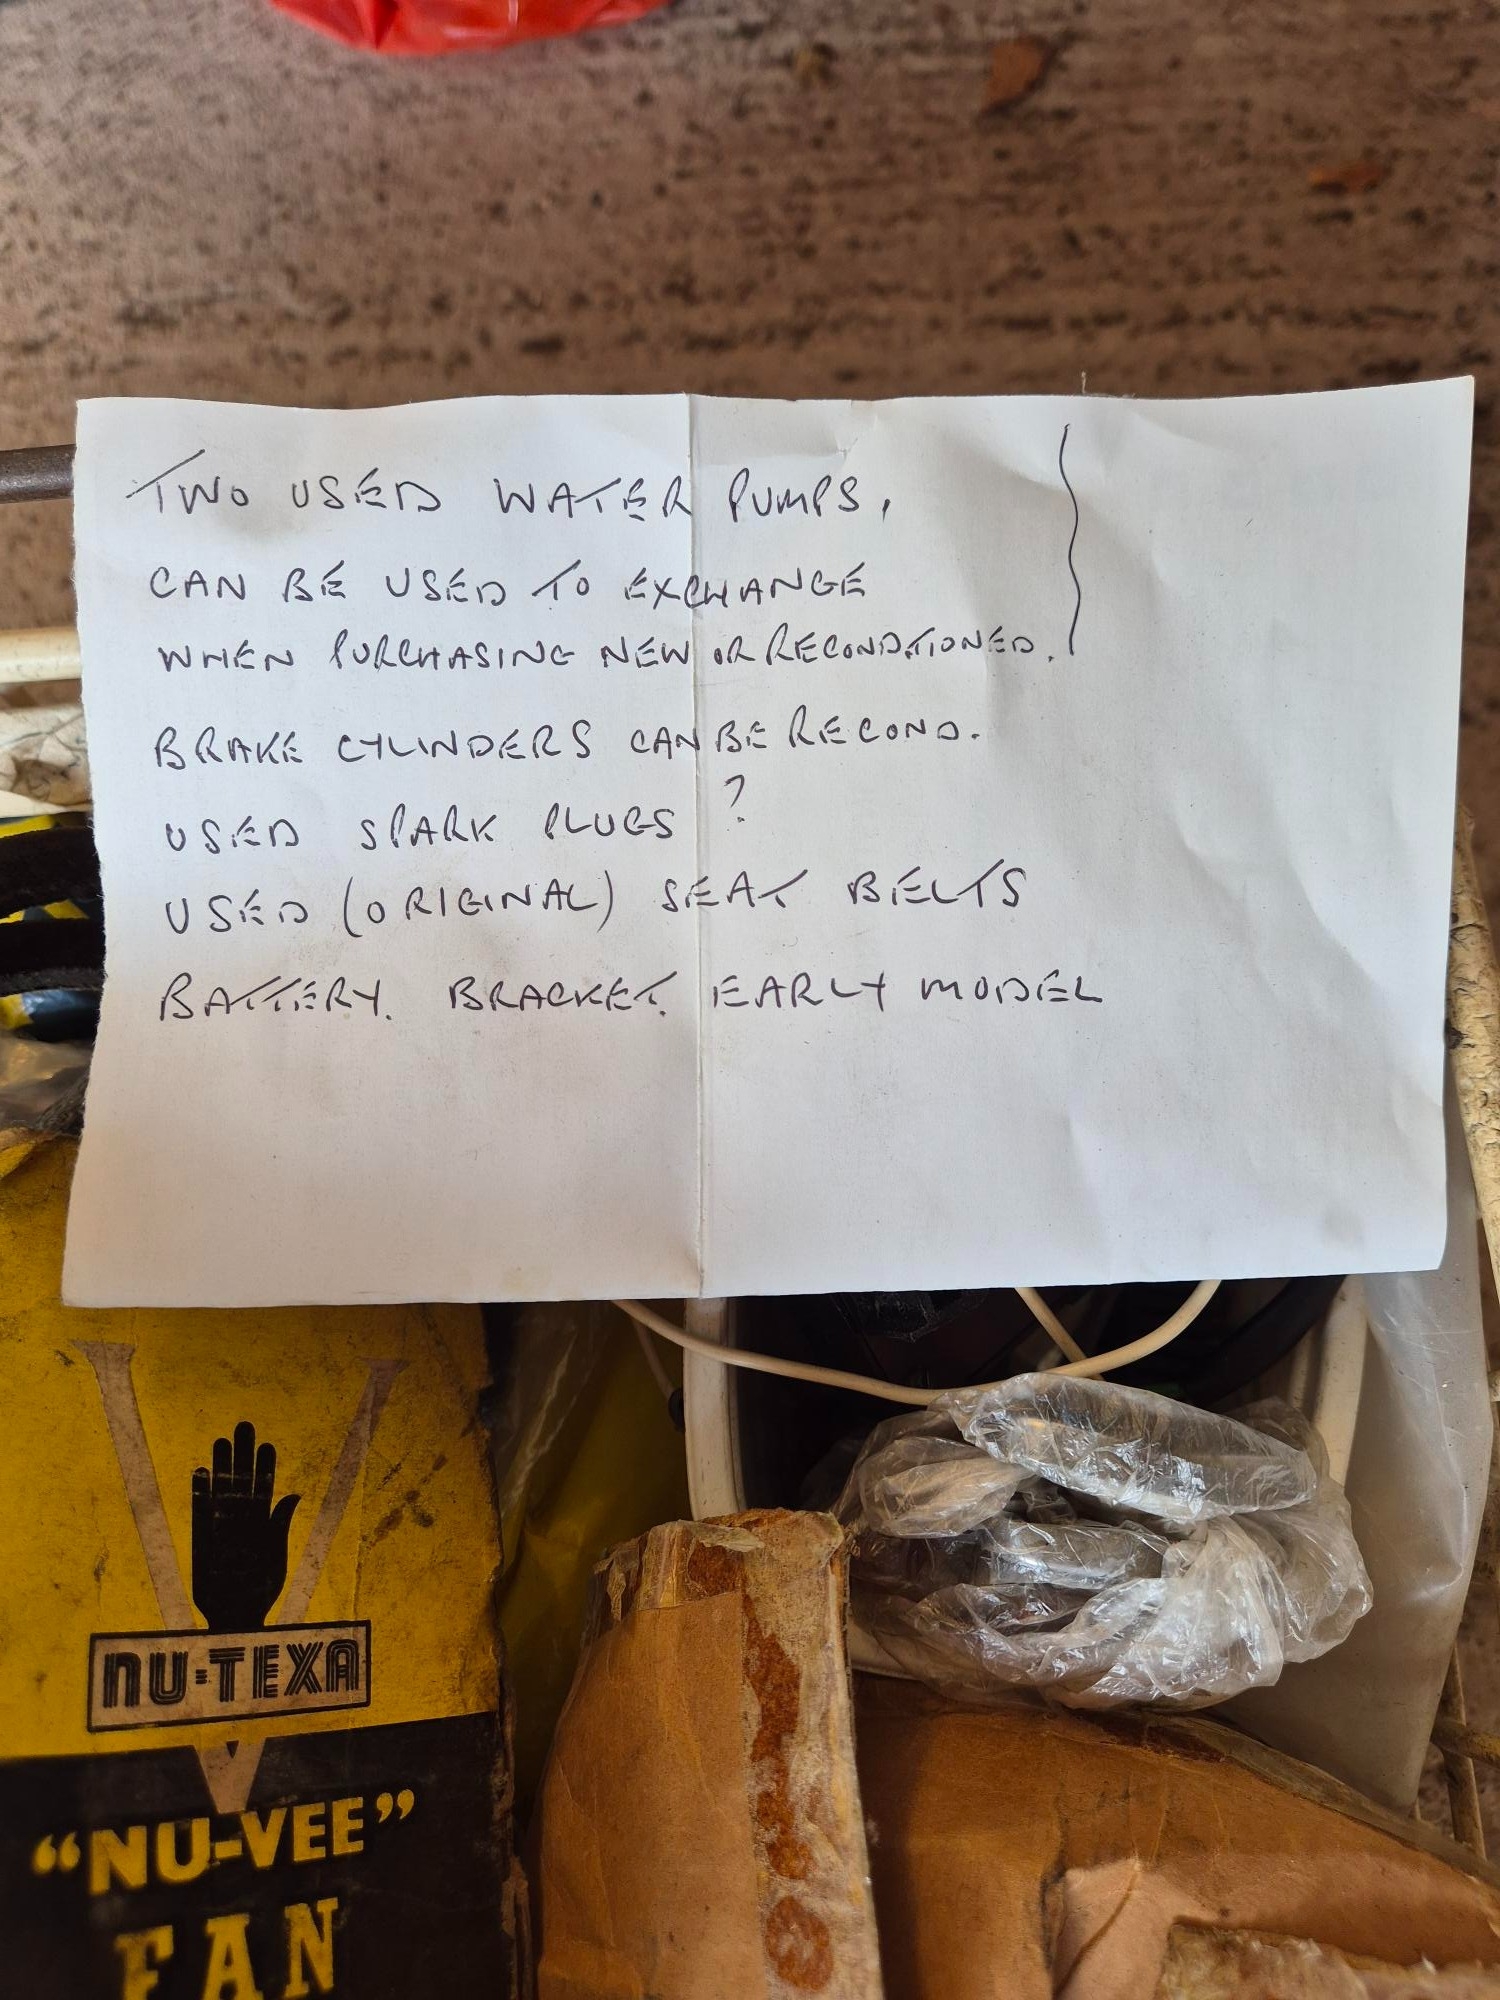 TWO USED WATER PUMPS.
CAN BE USED TO EXCHANGE
WHEN PURCHASING NEW OR RECONDITIONED.
BRAKE CYLINDERS CAN BE RECOND.
USED SPARK PLUGS ?
USED (ORIGINAL) SEAT BELTS
BATTERY. BRACKET. EARLY MODEL
NU-TEXA
"NU-VEE"
FAN